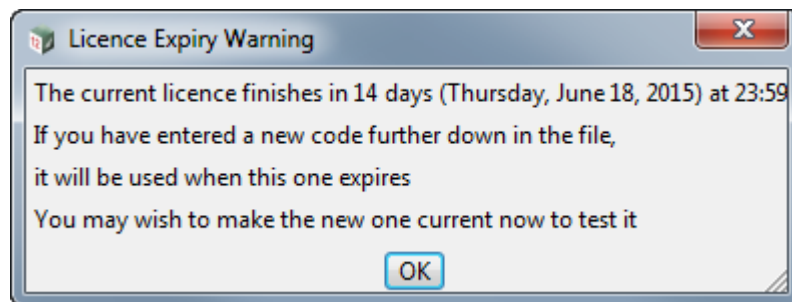 Licence Expiry Warning
The current licence finishes in 14 days (Thursday, June 18, 2015) at 23:59
If you have entered a new code further down in the file,
it will be used when this one expires
You may wish to make the new one current now to test it
OK